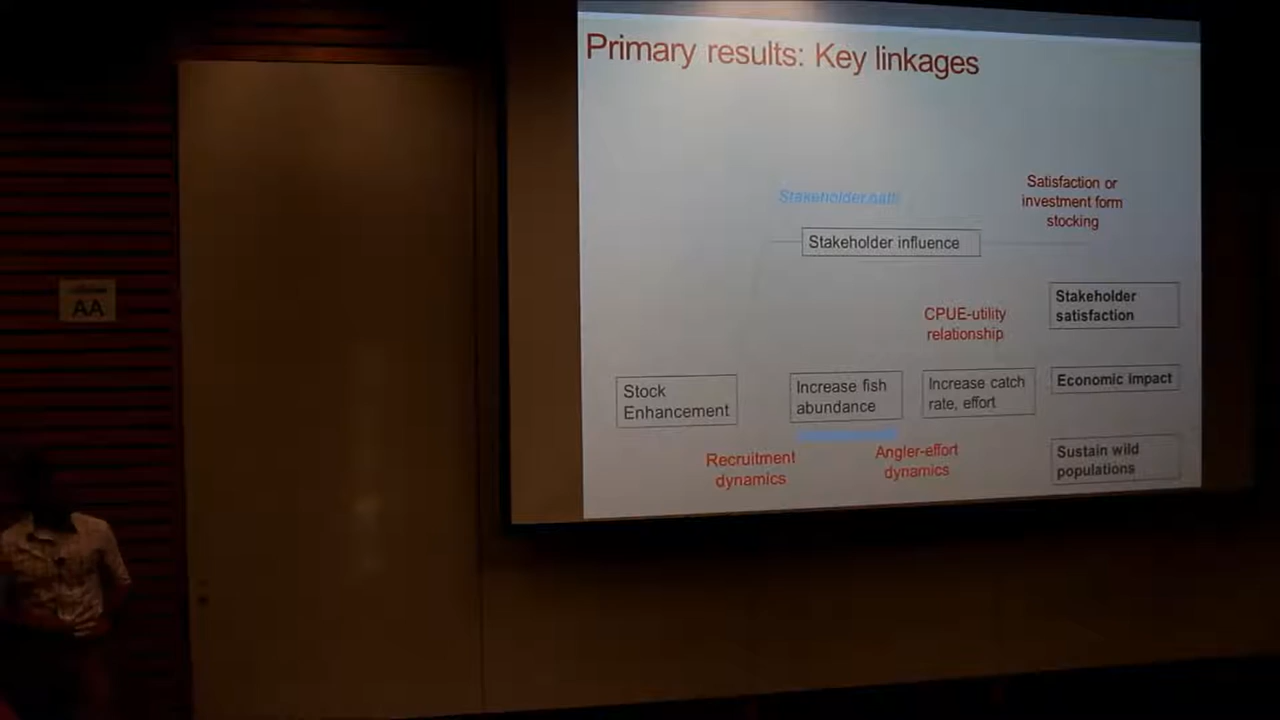 Primary results: Key linkages
Satisfaction or
investment form
stocking
Stakeholder
Stakeholder influence
CPUE-utility
relationship
Stakeholder
satisfaction
Stock
Enhancement
Increase fish
abundance
Increase catch
rate, effort
Economic impact
Recruitment
dynamics
Angler-effort
dynamics
Sustain wild
populations
AA